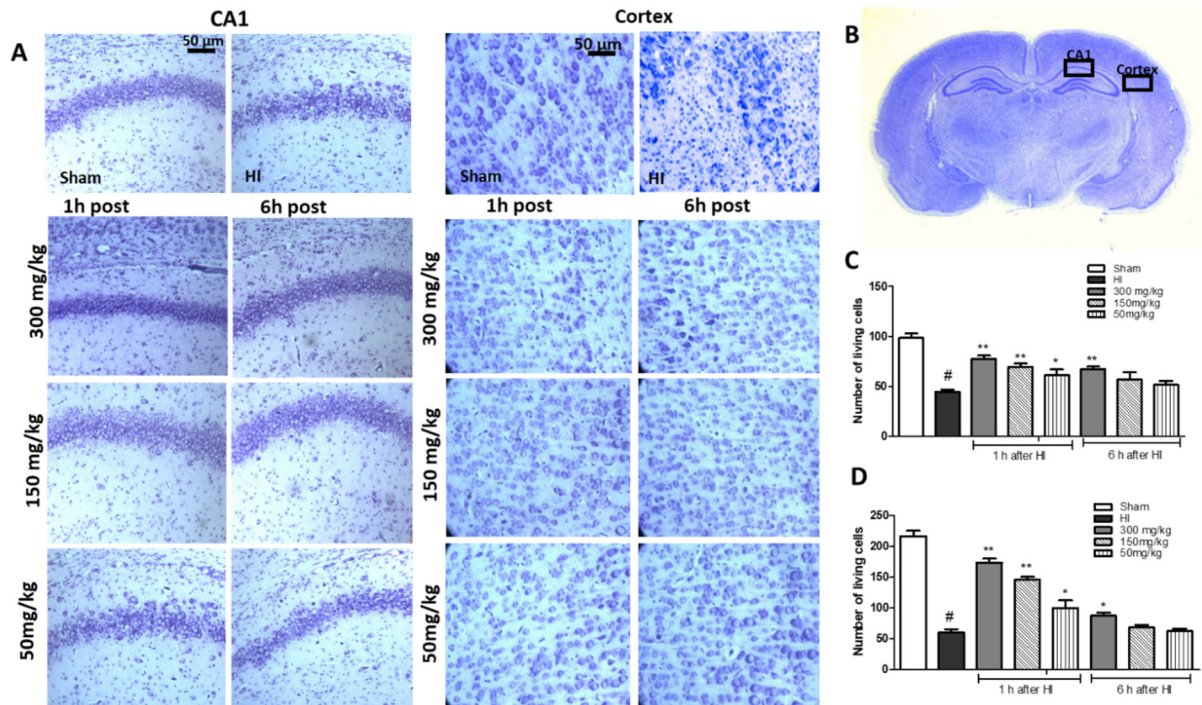 CA1
Cortex
A
50 µm
50 µm
Sham
HI
Sham
HI
1h post
6h post
1h post
6h post
300 mg/kg
300 mg/kg
150 mg/kg
150 mg/kg
50mg/kg
50mg/kg
B
CA1
Cortex
C
Sham
HI
300 mg/kg
150mg/kg
50mg/kg
Number of living cells
150
100
50
0
#
**
**
*
**
1h after HI
6 h after HI
D
Sham
HI
300 mg/kg
150mg/kg
50mg/kg
Number of living cells
250
200
150
100
50
0
#
**
**
*
*
1 h after HI
6 h after HI